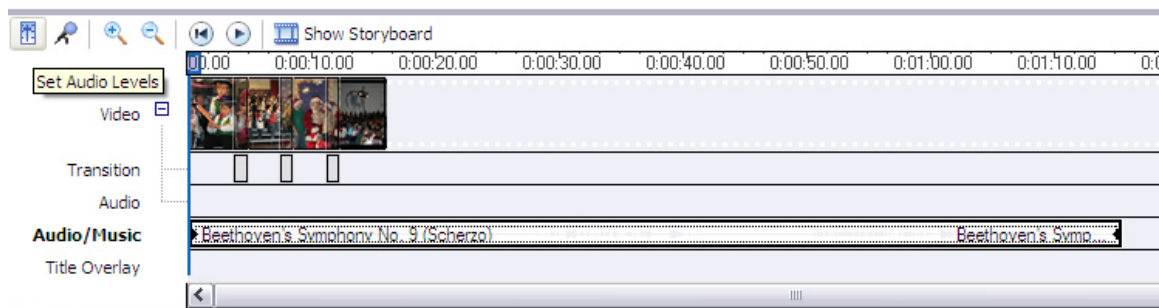 Show Storyboard
0.00 0:00:10.00 0:00:20.00 0:00:30.00 0:00:40.00 0:00:50.00 0:01:00.00 0:01:10.00
Set Audio Levels
Video
Transition
Audio
Audio/Music Beethoven's Symphony No. 9 (Scherzo) Beethoven's Symp...
Title Overlay